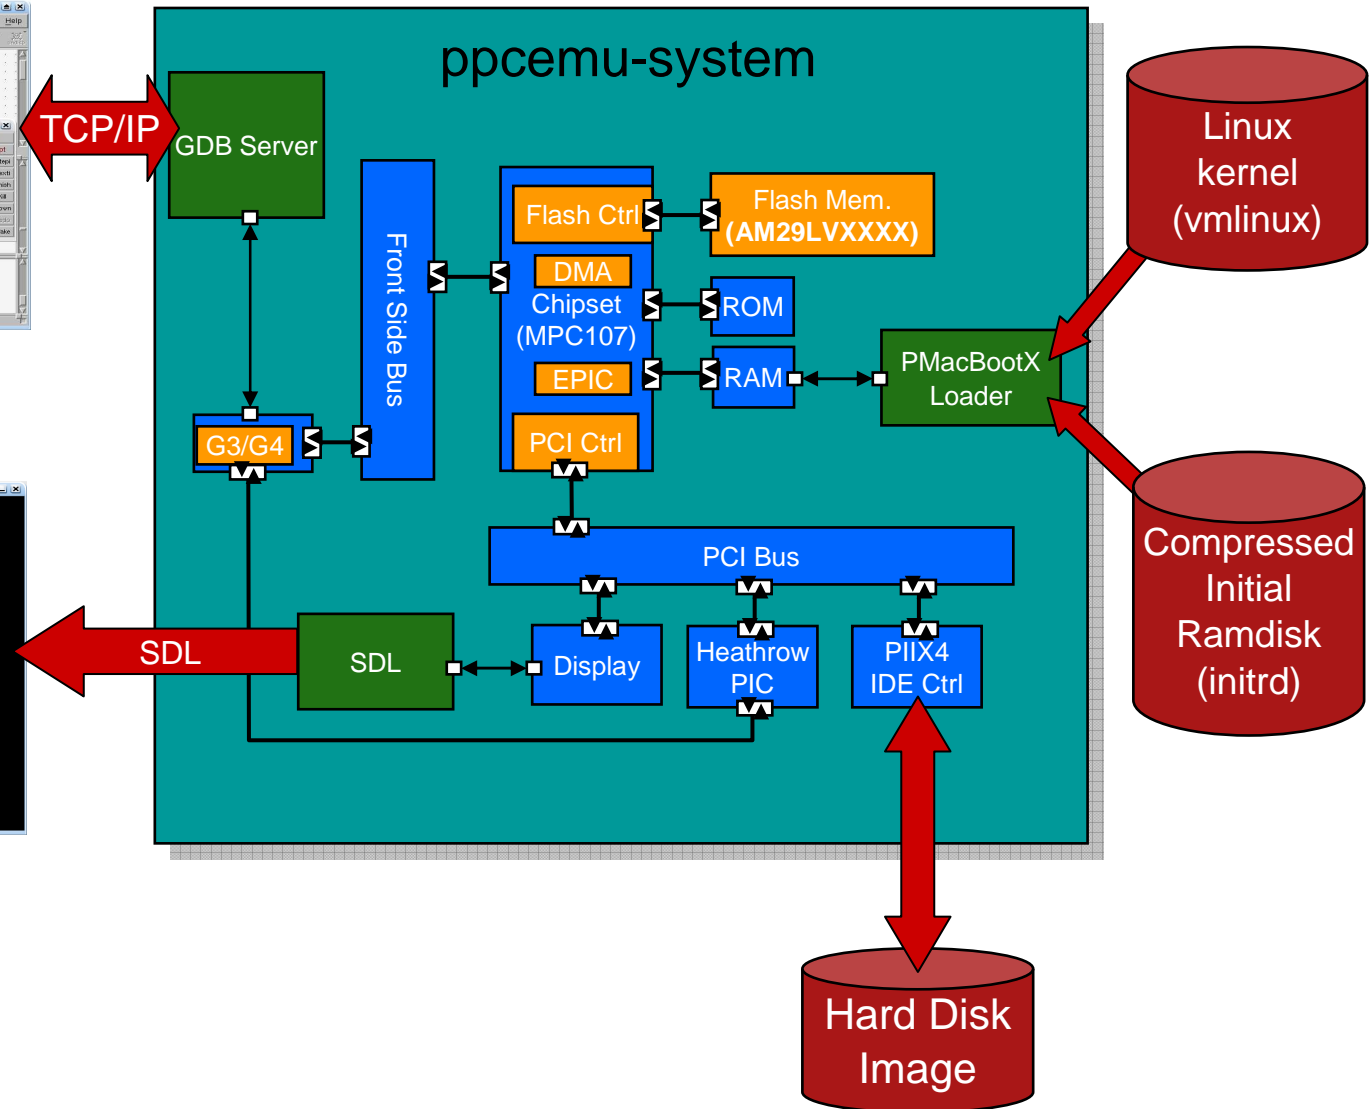 ppcemu-system
Help
TCP/IP
GDB Server
Front Side Bus
Flash Ctrl
DMA
Chipset
(MPC107)
EPIC
PCI Ctrl
Flash Mem.
(AM29LVXXXX)
ROM
RAM
PMacBootX
Loader
Linux
kernel
(vmlinux)
Compressed
Initial
Ramdisk
(initrd)
G3/G4
PCI Bus
SDL
SDL
Display
Heathrow
PIC
PIIX4
IDE Ctrl
Hard Disk
Image